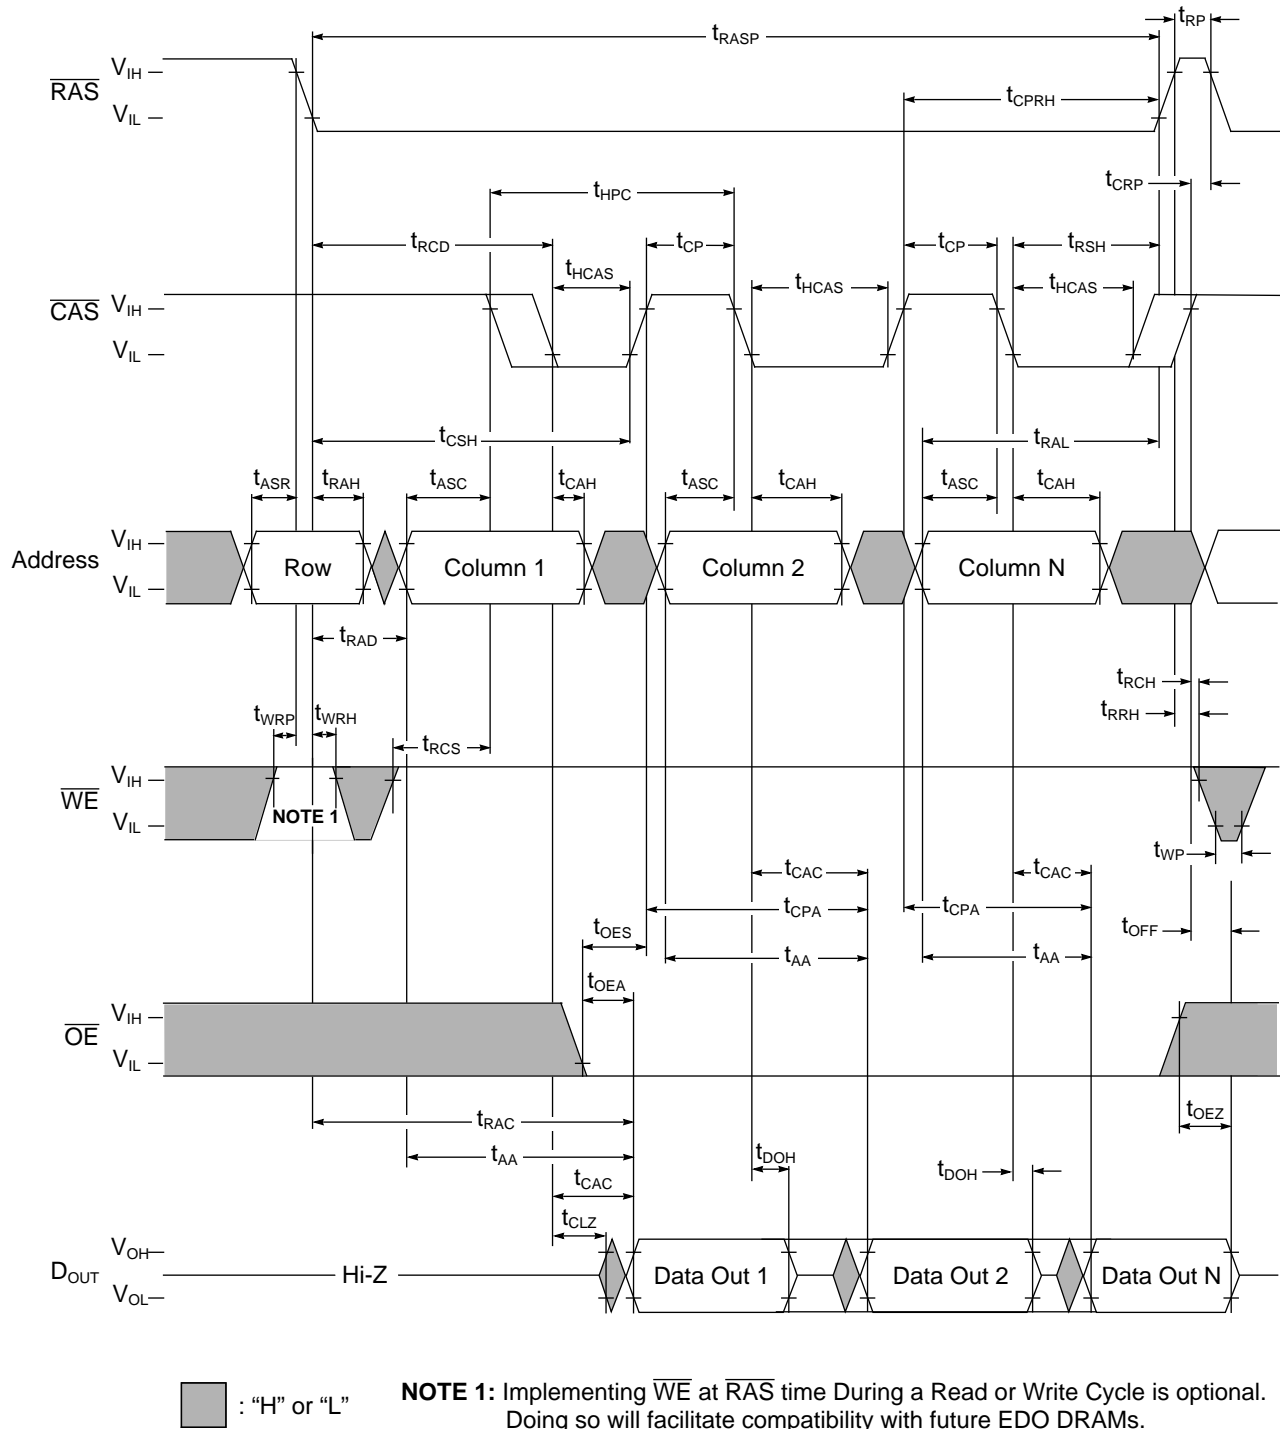 tRP
tRASP
RAS VIH
VIL
tCPRH
tCRP
tHPC
tRCD tCP tCP tRSH
tHCAS tHCAS tHCAS
CAS VIH
VIL
tCSH tRAL
tASR tRAH tASC tCAH tASC tCAH tASC tCAH
Address VIH
VIL
Row Column 1 Column 2 Column N
tRAD
tRCH
tRRH
tWRP tWRH
tRCS
WE VIH
VIL
NOTE 1
tWP
tCAC tCAC
tCPA tCPA
tOES tOFF
tAA tAA
tOEA
OE VIH
VIL
tRAC tOEZ
tAA tDOH tDOH
tCAC
tCLZ
DOUT VOH
VOL
Hi-Z Data Out 1 Data Out 2 Data Out N
: “H” or “L”
NOTE 1: Implementing WE at RAS time During a Read or Write Cycle is optional.
Doing so will facilitate compatibility with future EDO DRAMs.